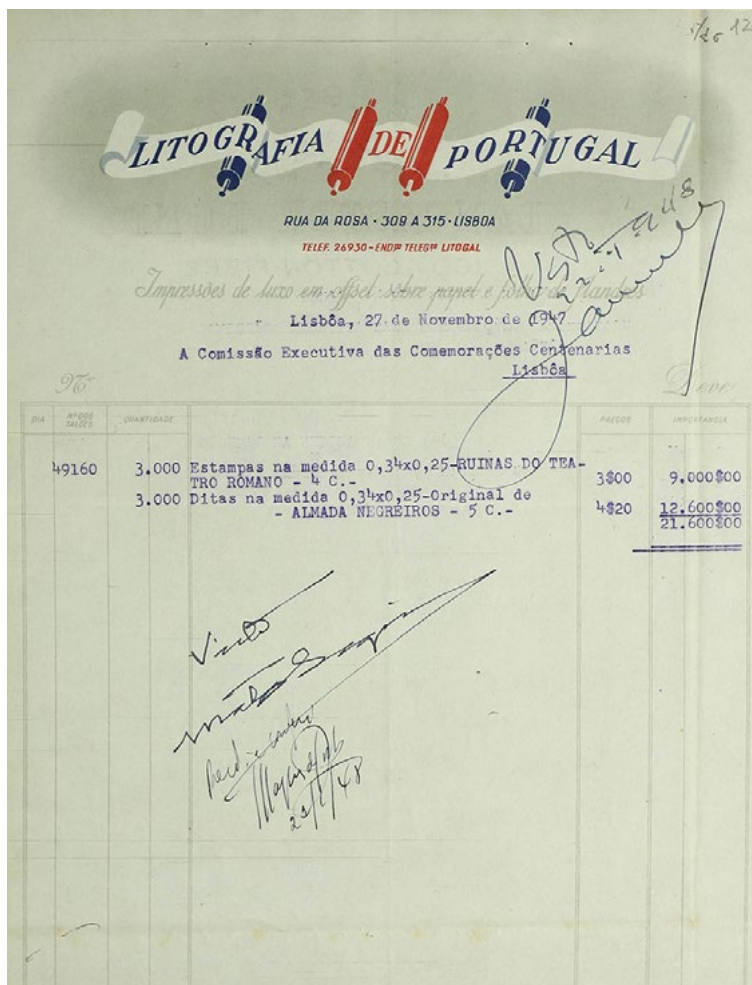 LITOGRAFIA DE PORTUGAL
RUA DA ROSA · 309 A 315 · LISBOA
TELEF. 26930 - ENDº TELEGº LITOGAL
Impressões de luxo em offset sobre papel e folha de flandres
Lisbôa, 27 de Novembro de 1947
A Comissão Executiva das Comemorações Centenarias
Lisbôa
Nº
Deve
DIA Nº DOS TALÕES QUANTIDADE PREÇOS IMPORTANCIA
49160 3.000 Estampas na medida 0,34x0,25-RUINAS DO TEA-
TRO ROMANO - 4 C.- 3$00 9.000$00
3.000 Ditas na medida 0,34x0,25-Original de
- ALMADA NEGREIROS - 5 C.- 4$20 12.600$00
21.600$00
Visto